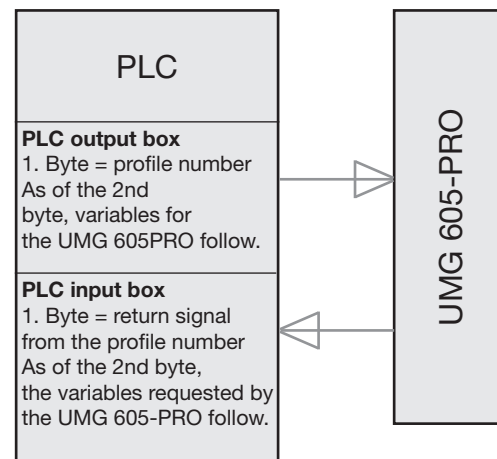 PLC
PLC output box
1. Byte = profile number
As of the 2nd
byte, variables for
the UMG 605PRO follow.
PLC input box
1. Byte = return signal
from the profile number
As of the 2nd byte,
the variables requested by
the UMG 605-PRO follow.
UMG 605-PRO